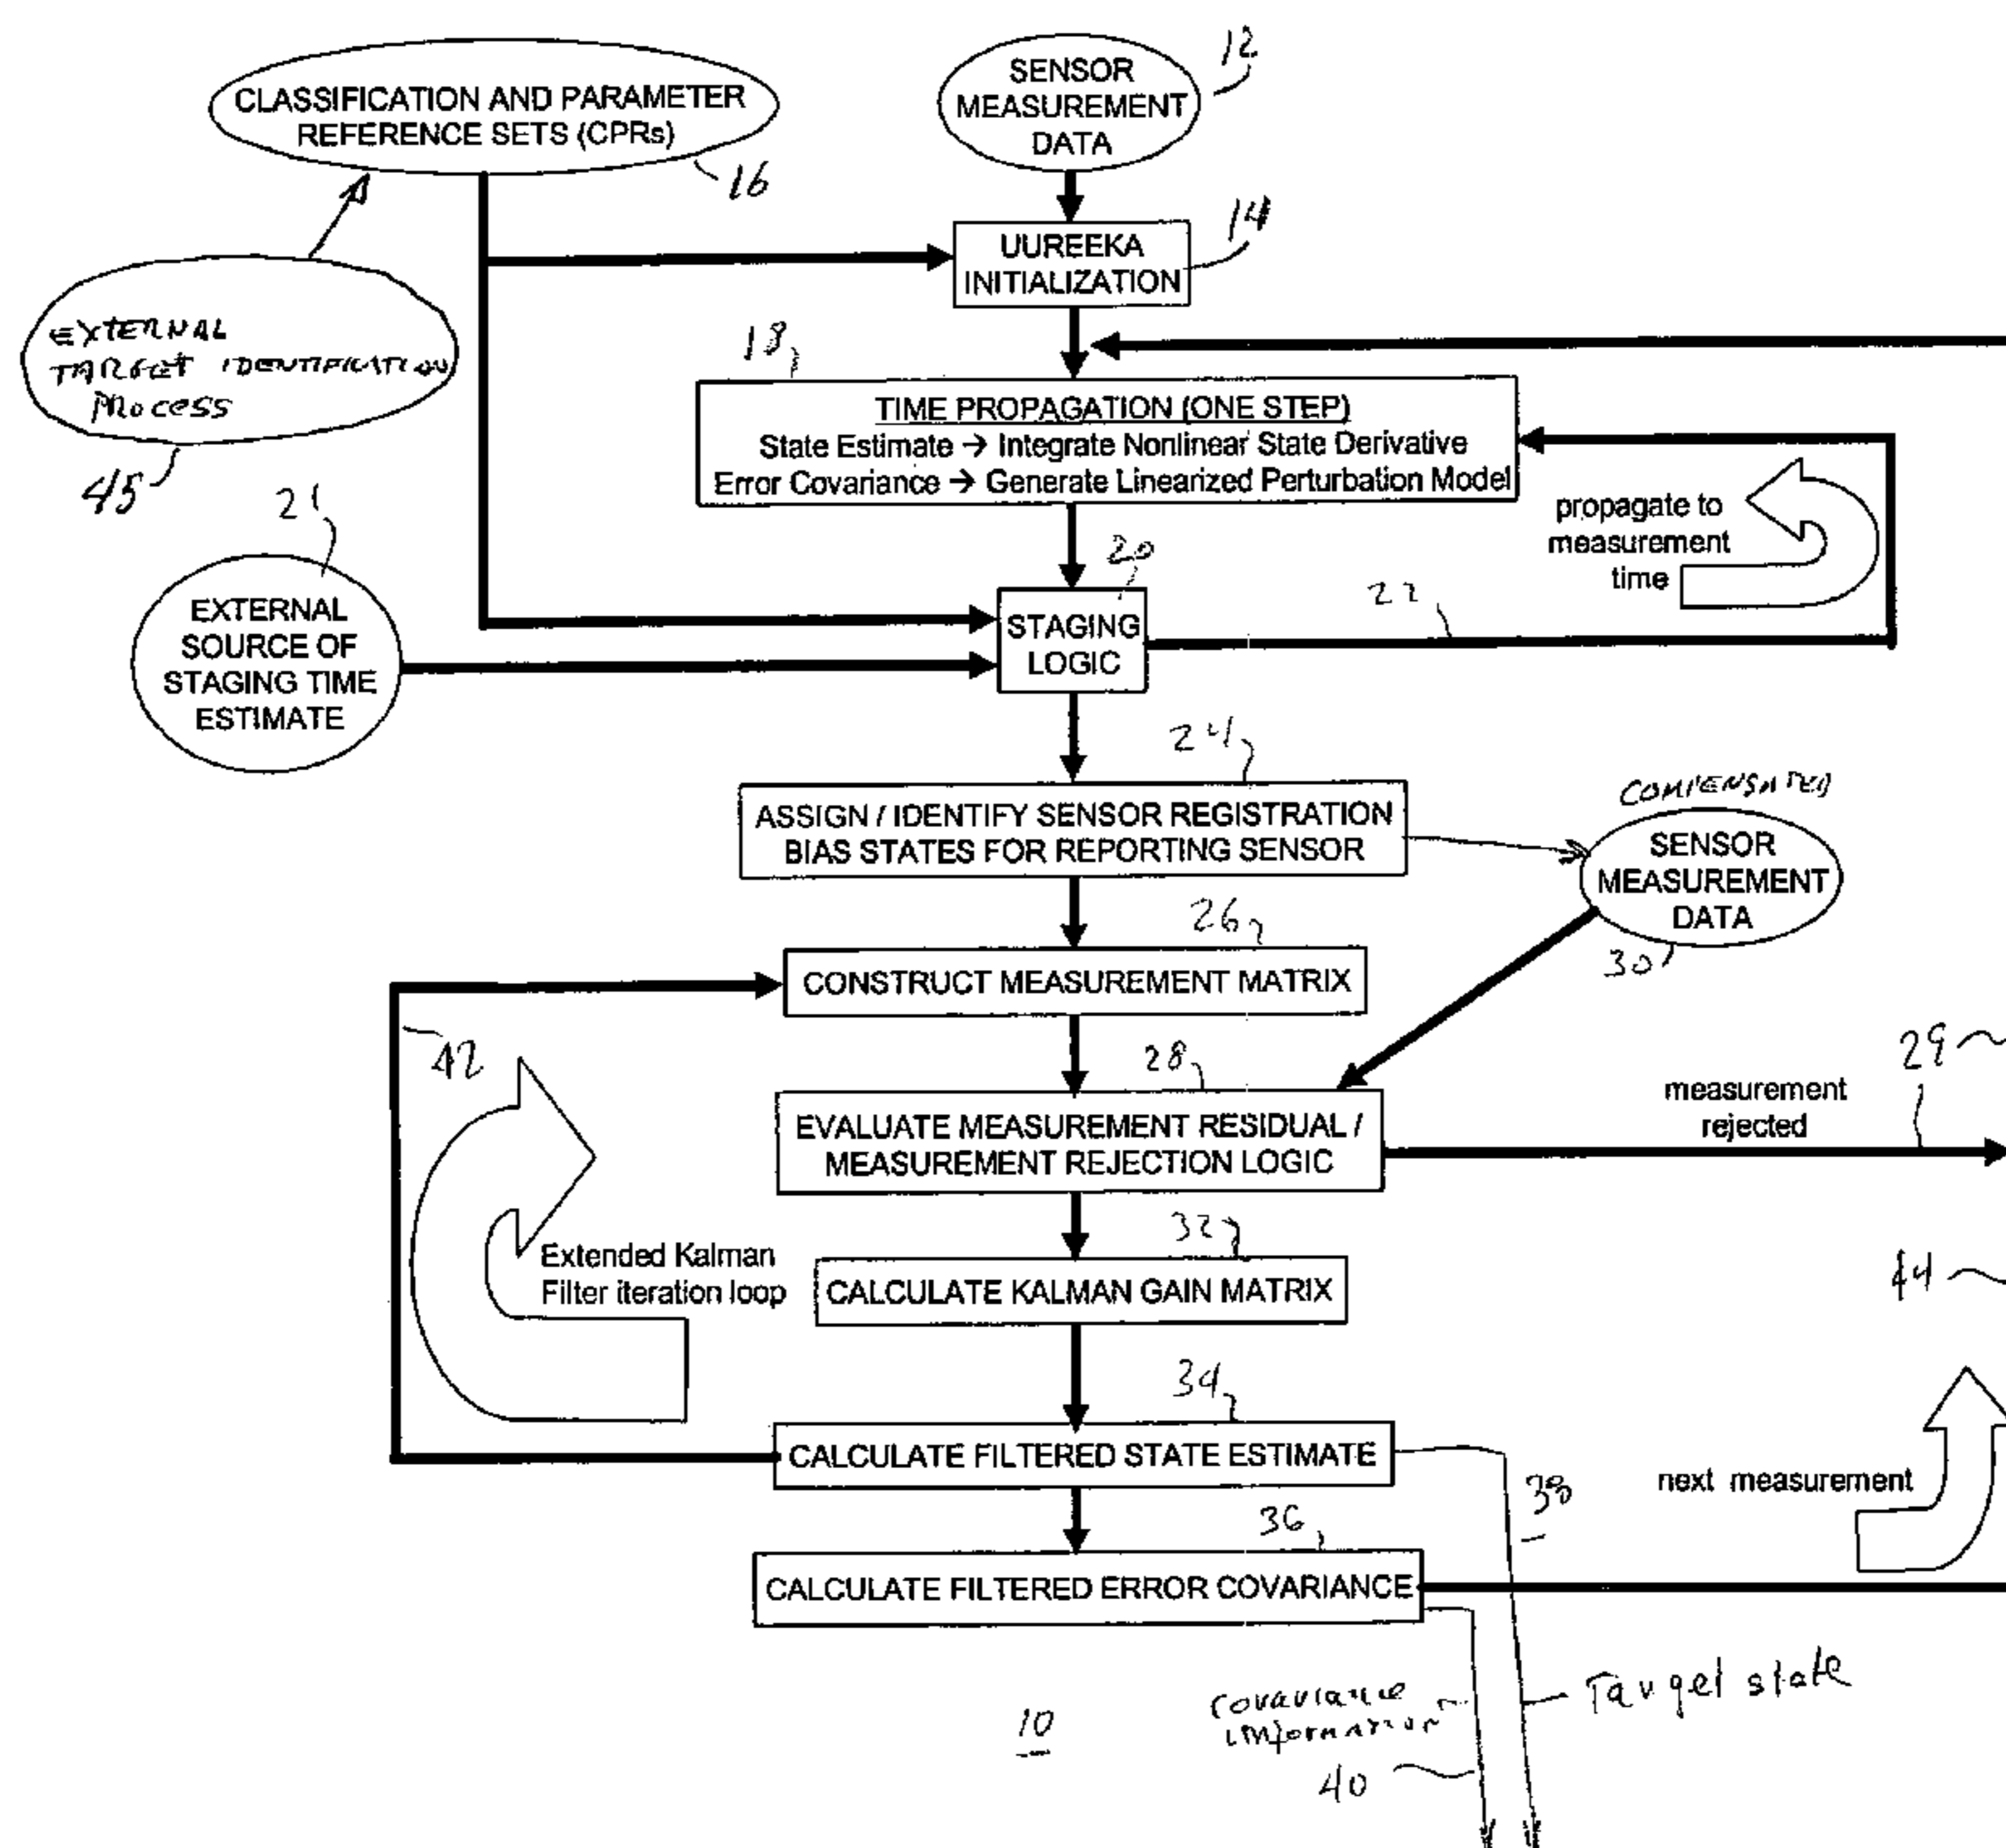 12
SENSOR
MEASUREMENT
DATA
CLASSIFICATION AND PARAMETER
REFERENCE SETS (CPRs)
16
14
UUREEKA
INITIALIZATION
EXTERNAL
TARGET IDENTIFICATION
PROCESS
45
18
TIME PROPAGATION (ONE STEP)
State Estimate → Integrate Nonlinear State Derivative
Error Covariance → Generate Linearized Perturbation Model
propagate to
measurement
time
21
EXTERNAL
SOURCE OF
STAGING TIME
ESTIMATE
20
STAGING
LOGIC
22
24
ASSIGN / IDENTIFY SENSOR REGISTRATION
BIAS STATES FOR REPORTING SENSOR
COMPENSATED
SENSOR
MEASUREMENT
DATA
30
26
CONSTRUCT MEASUREMENT MATRIX
42
28
EVALUATE MEASUREMENT RESIDUAL /
MEASUREMENT REJECTION LOGIC
measurement
rejected
29
32
Extended Kalman
Filter iteration loop
CALCULATE KALMAN GAIN MATRIX
44
34
CALCULATE FILTERED STATE ESTIMATE
38
next measurement
36
CALCULATE FILTERED ERROR COVARIANCE
10
covariance
information
40
Target state